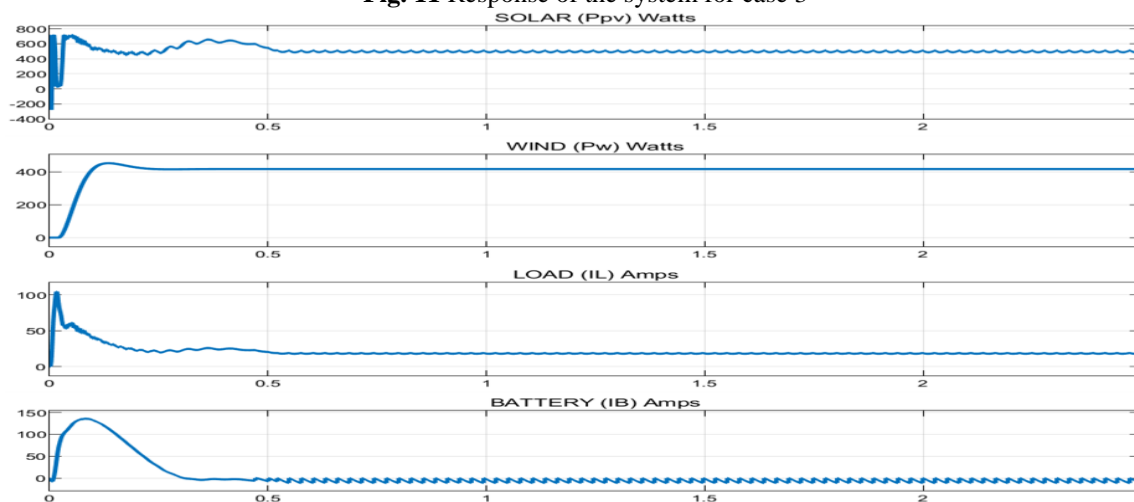 Fig. 11 Response of the system for case 3
SOLAR (Ppv) Watts
800
600
400
200
0
-200
-400
0 0.5 1 1.5 2
WIND (Pw) Watts
400
200
0
0 0.5 1 1.5 2
LOAD (IL) Amps
100
50
0
0 0.5 1 1.5 2
BATTERY (IB) Amps
150
100
50
0
0 0.5 1 1.5 2